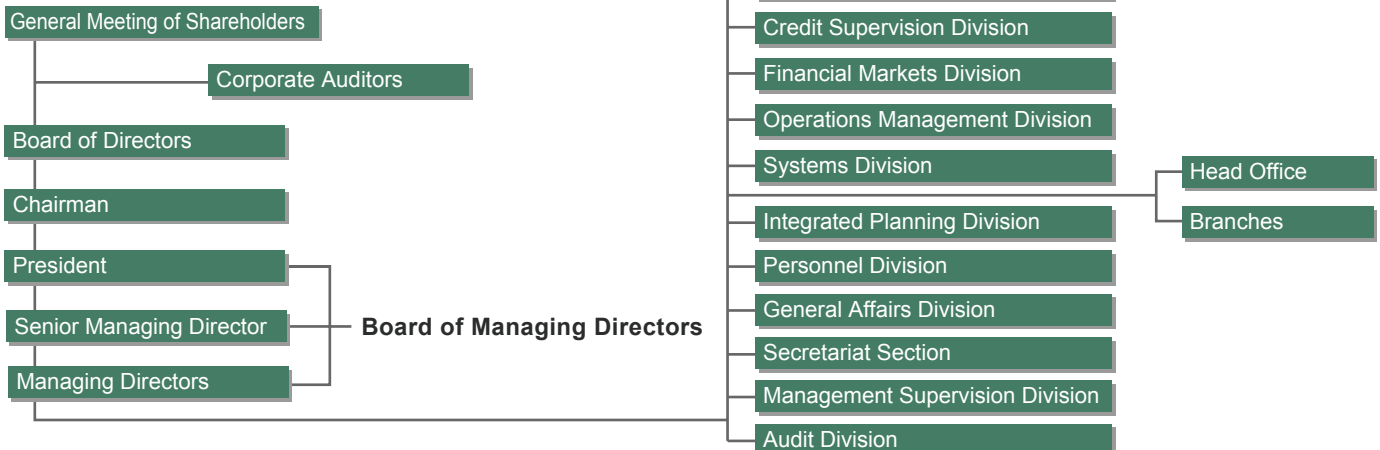 General Meeting of Shareholders
Corporate Auditors
Board of Directors
Chairman
President
Senior Managing Director
Managing Directors
Board of Managing Directors
Credit Supervision Division
Financial Markets Division
Operations Management Division
Systems Division
Head Office
Branches
Integrated Planning Division
Personnel Division
General Affairs Division
Secretariat Section
Management Supervision Division
Audit Division